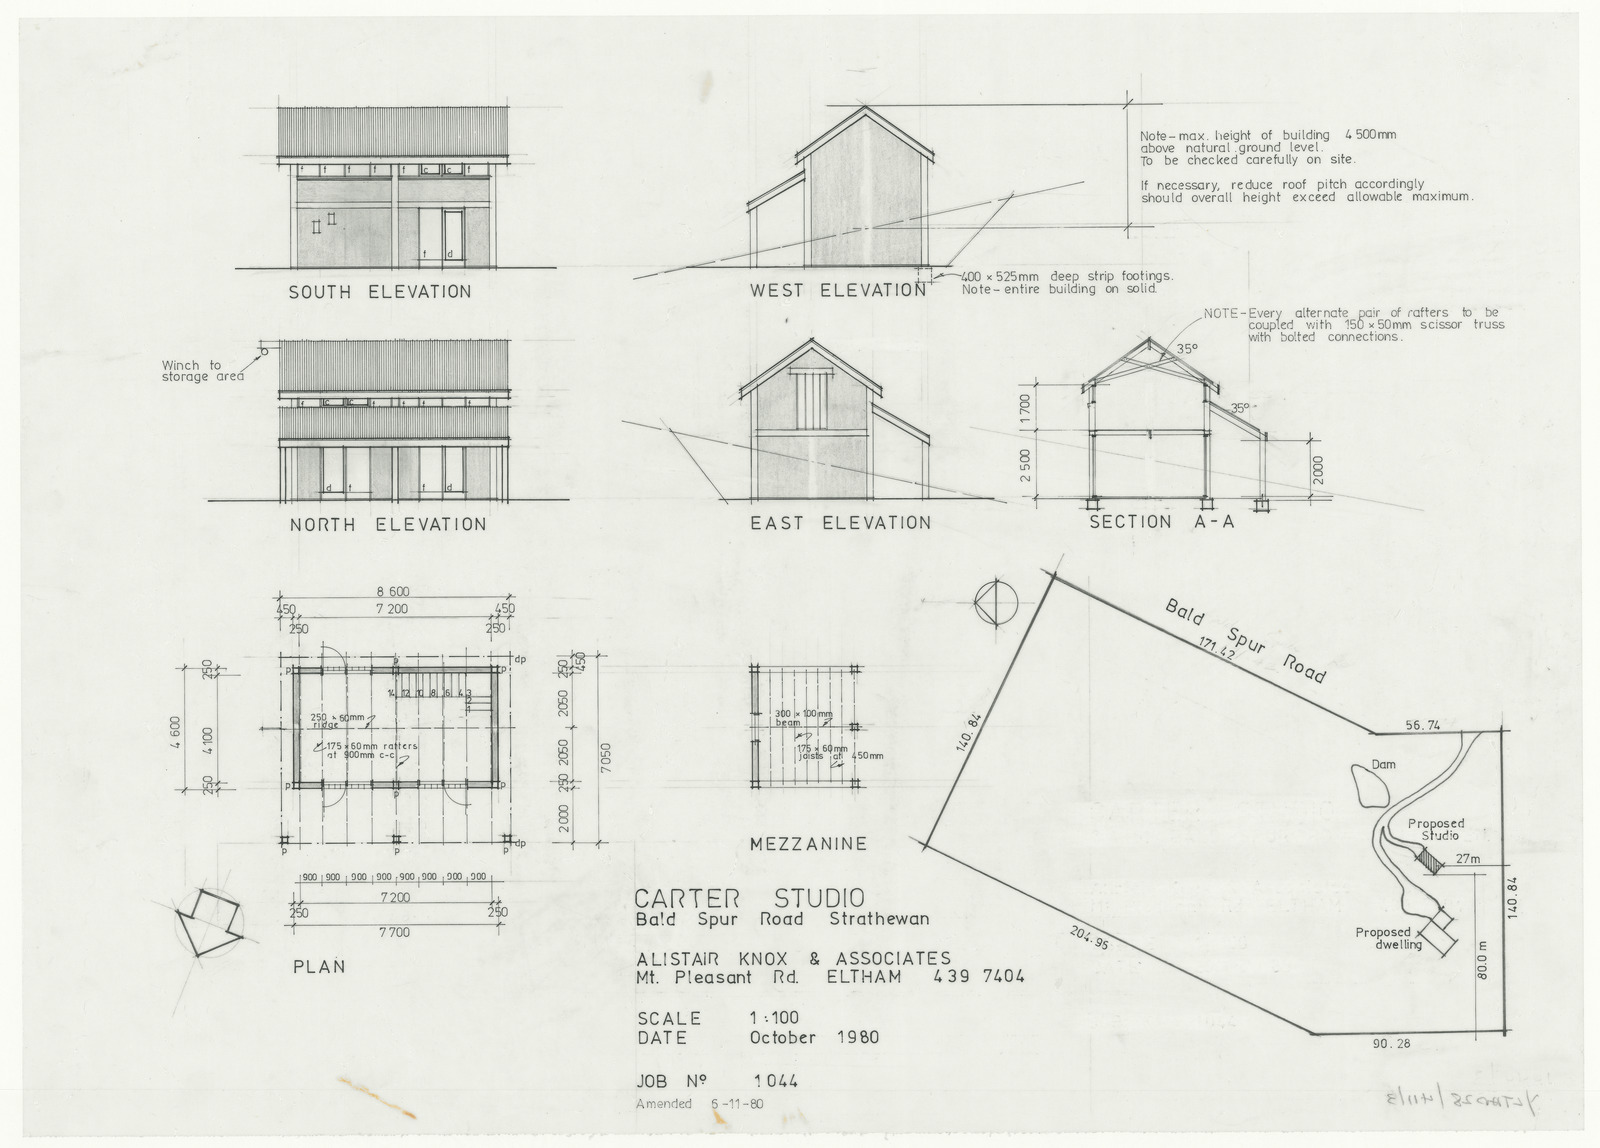 f f f f f c c f
f d
SOUTH ELEVATION
WEST ELEVATION
Note - max. height of building 4 500mm
above natural ground level.
To be checked carefully on site.
If necessary, reduce roof pitch accordingly
should overall height exceed allowable maximum.
400 × 525mm deep strip footings.
Note - entire building on solid.
Winch to
storage area
f c c f f f f f
d f f d
NORTH ELEVATION
EAST ELEVATION
NOTE - Every alternate pair of rafters to be
coupled with 150 × 50mm scissor truss
with bolted connections.
35°
35°
1700
2500
2000
SECTION A-A
8 600
450 7 200 450
250 250
250
4 600
4100
250
p p p
dp
14 12 10 8 6 4 3
2
1
250 × 60mm
ridge
175 × 60mm rafters
at 900mm c-c
p p p
p p p
dp
250 450
2050
2050
7050
250
2000
900 900 900 900 900 900 900 900
7200
250 250
7 700
PLAN
300 × 100mm
beam
175 × 60mm
joists at 450mm
MEZZANINE
CARTER STUDIO
Bald Spur Road Strathewan
ALISTAIR KNOX & ASSOCIATES
Mt. Pleasant Rd. ELTHAM 439 7404
SCALE 1:100
DATE October 1980
JOB Nº 1044
Amended 6-11-80
Bald Spur Road
171.42
56.74
140.84
Dam
Proposed
Studio
27m
140.84
Proposed
dwelling
80.0 m
204.95
90.28